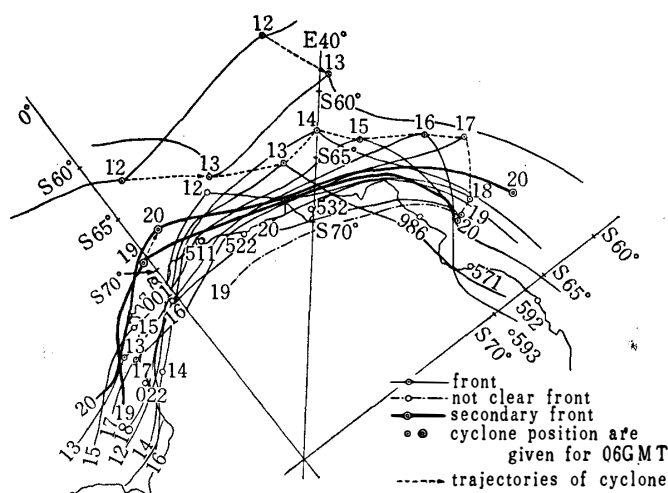 12
E40°
13
S60°
0°
14
15
16
17
S60°
12
13
13
S65°
12
18
20
S65°
20
19
20
532
S70°
986
S60°
19
511
522
20
S70°
571
S65°
19
001
16
592
15
S70°
593
13
17
14
022
20
19
17
18
13
15
12
14
16
front
not clear front
secondary front
cyclone position are
given for 06GMT
trajectories of cyclone